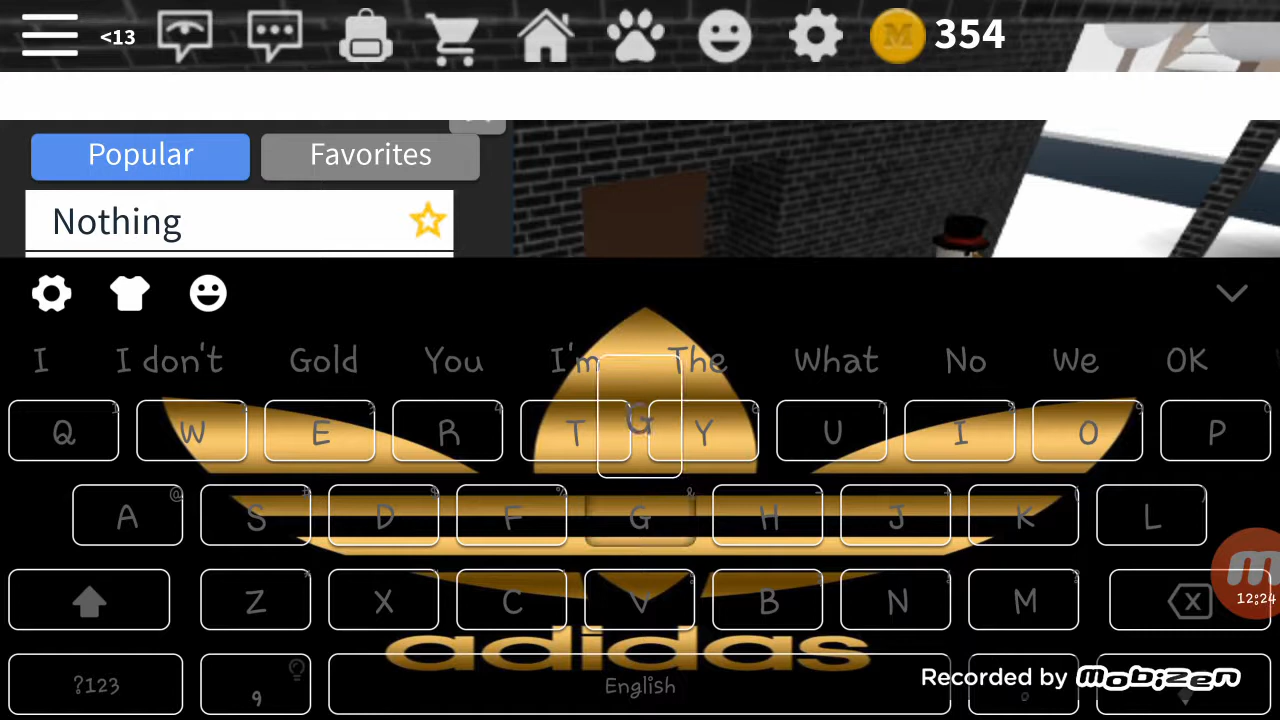 <13 M 354
Popular Favorites
Nothing
I I don't Gold You I'm The What No We OK
Q W E R T G Y U I O P
A @ S D F G & H J K L
Z X C V B N M
12:24
adidas
?123 , English
Recorded by mobizen